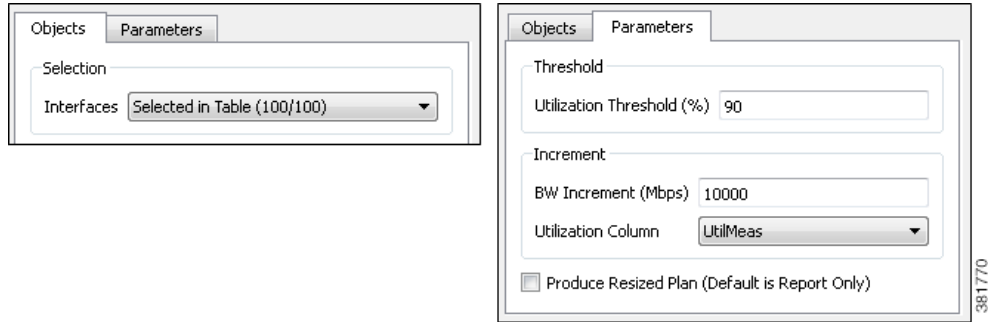 Objects Parameters
Selection
Interfaces Selected in Table (100/100)
Objects Parameters
Threshold
Utilization Threshold (%) 90
Increment
BW Increment (Mbps) 10000
Utilization Column UtilMeas
Produce Resized Plan (Default is Report Only)
381770